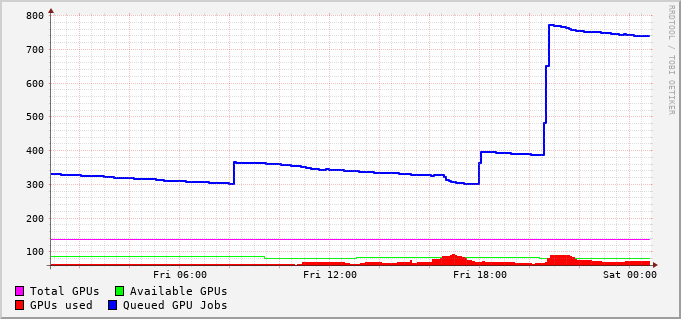 800
700
600
500
400
300
200
100
Fri 06:00 Fri 12:00 Fri 18:00 Sat 00:00
Total GPUs Available GPUs
GPUs used Queued GPU Jobs
RRDTOOL / TOBI OETIKER